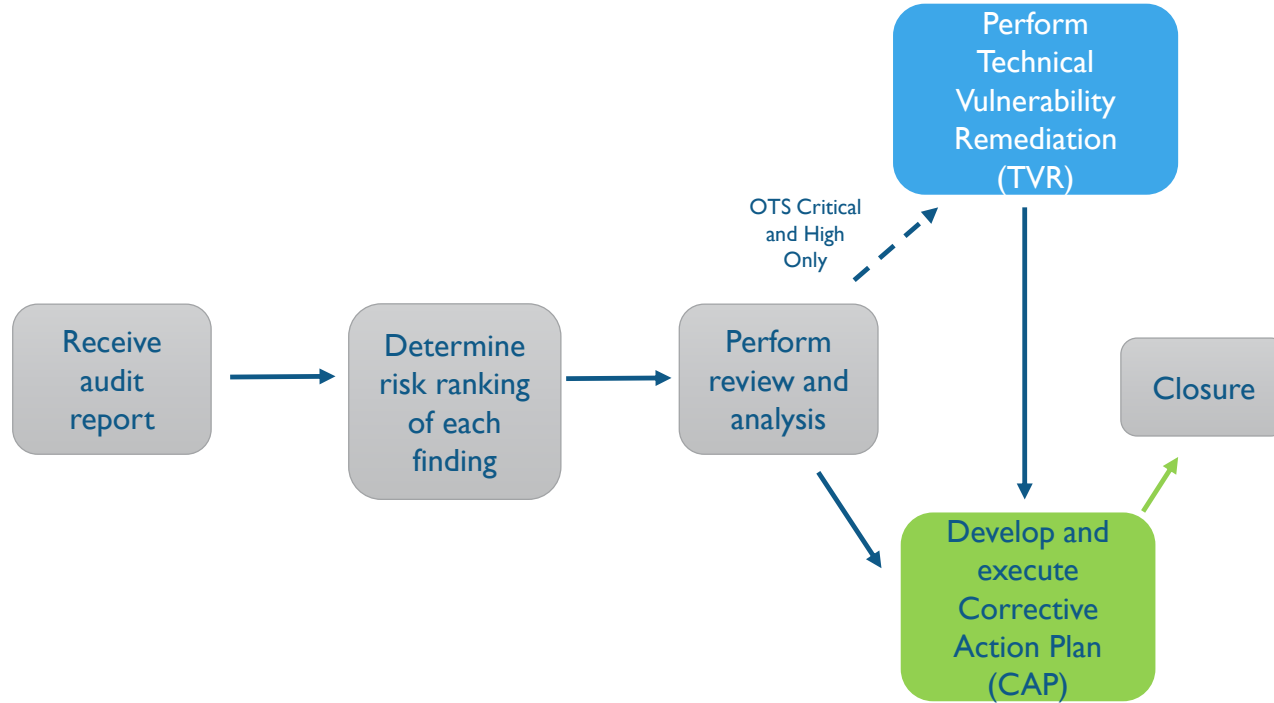 Perform
Technical
Vulnerability
Remediation
(TVR)
OTS Critical
and High
Only
Receive
audit
report
Determine
risk ranking
of each
finding
Perform
review and
analysis
Closure
Develop and
execute
Corrective
Action Plan
(CAP)